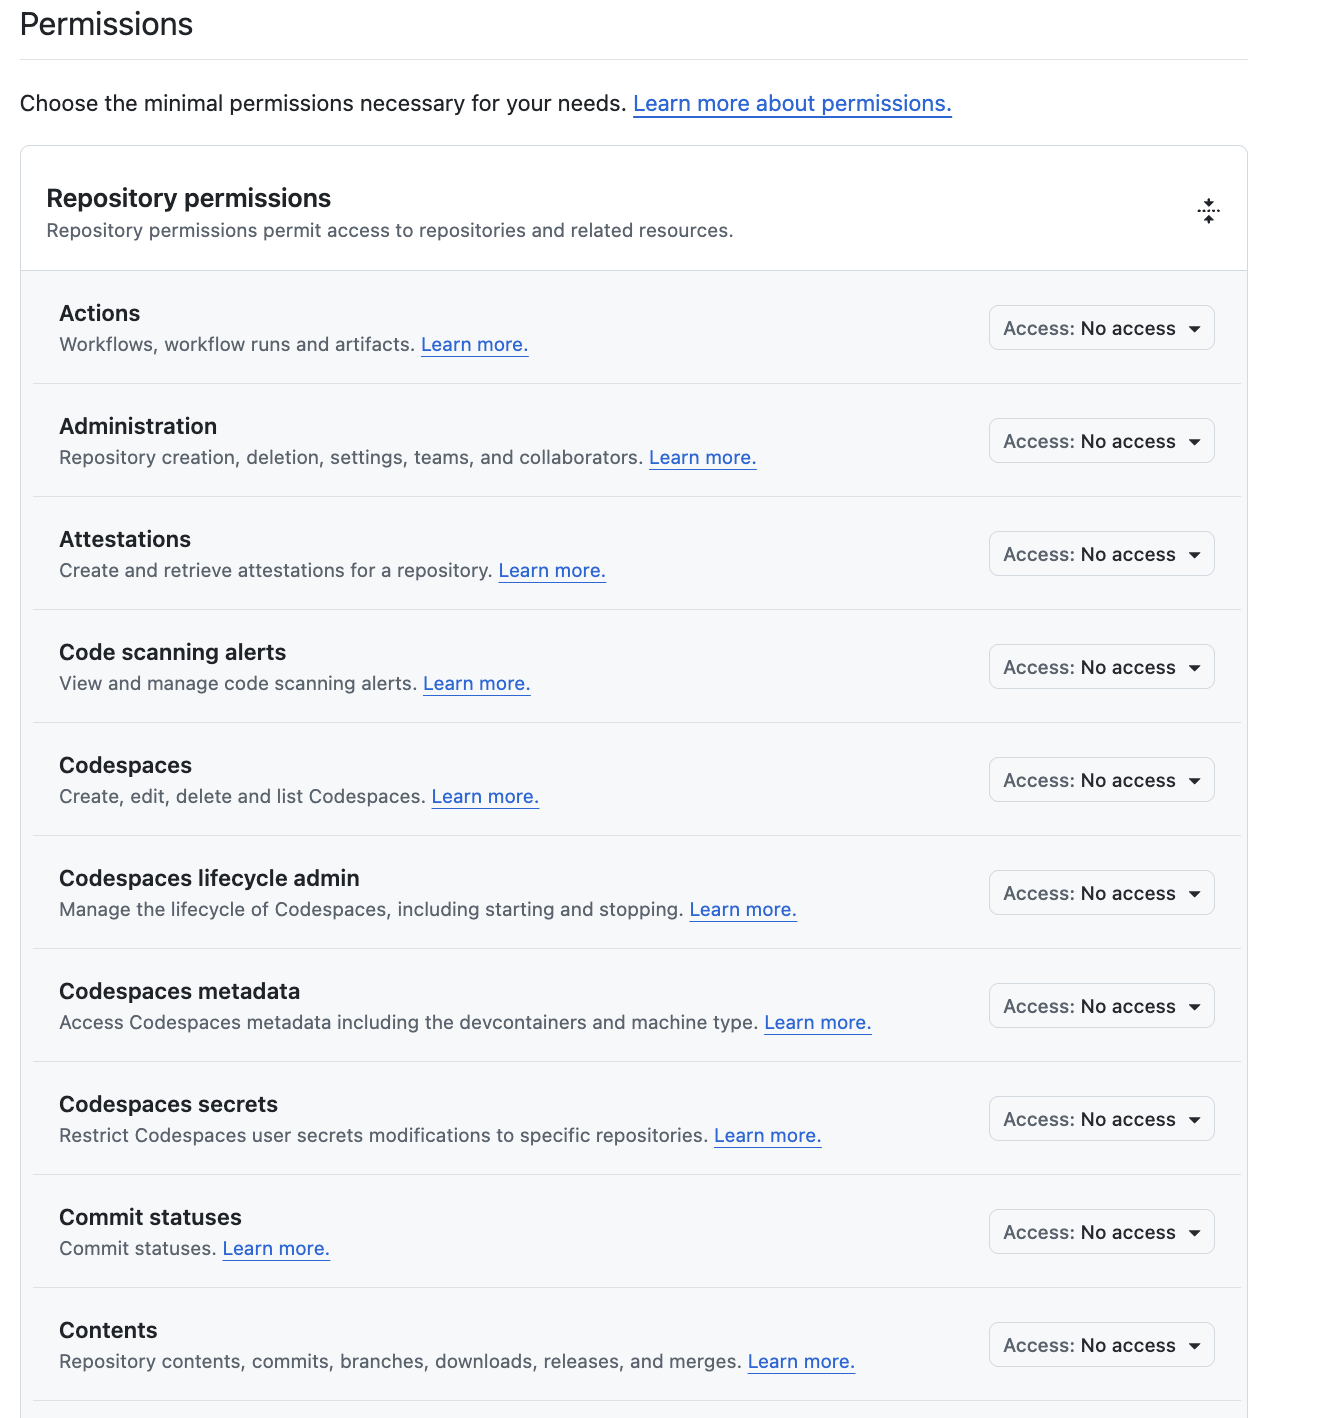 Permissions
Choose the minimal permissions necessary for your needs. Learn more about permissions.
Repository permissions
Repository permissions permit access to repositories and related resources.
Actions
Workflows, workflow runs and artifacts. Learn more.
Access: No access
Administration
Repository creation, deletion, settings, teams, and collaborators. Learn more.
Access: No access
Attestations
Create and retrieve attestations for a repository. Learn more.
Access: No access
Code scanning alerts
View and manage code scanning alerts. Learn more.
Access: No access
Codespaces
Create, edit, delete and list Codespaces. Learn more.
Access: No access
Codespaces lifecycle admin
Manage the lifecycle of Codespaces, including starting and stopping. Learn more.
Access: No access
Codespaces metadata
Access Codespaces metadata including the devcontainers and machine type. Learn more.
Access: No access
Codespaces secrets
Restrict Codespaces user secrets modifications to specific repositories. Learn more.
Access: No access
Commit statuses
Commit statuses. Learn more.
Access: No access
Contents
Repository contents, commits, branches, downloads, releases, and merges. Learn more.
Access: No access